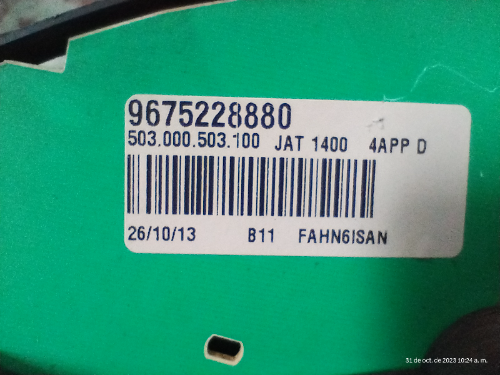 9675228880
503.000.503.100 JAT 1400 4APP D
26/10/13 B11 FAHN6ISAN
31 de oct. de 2023 10:24 a. m.